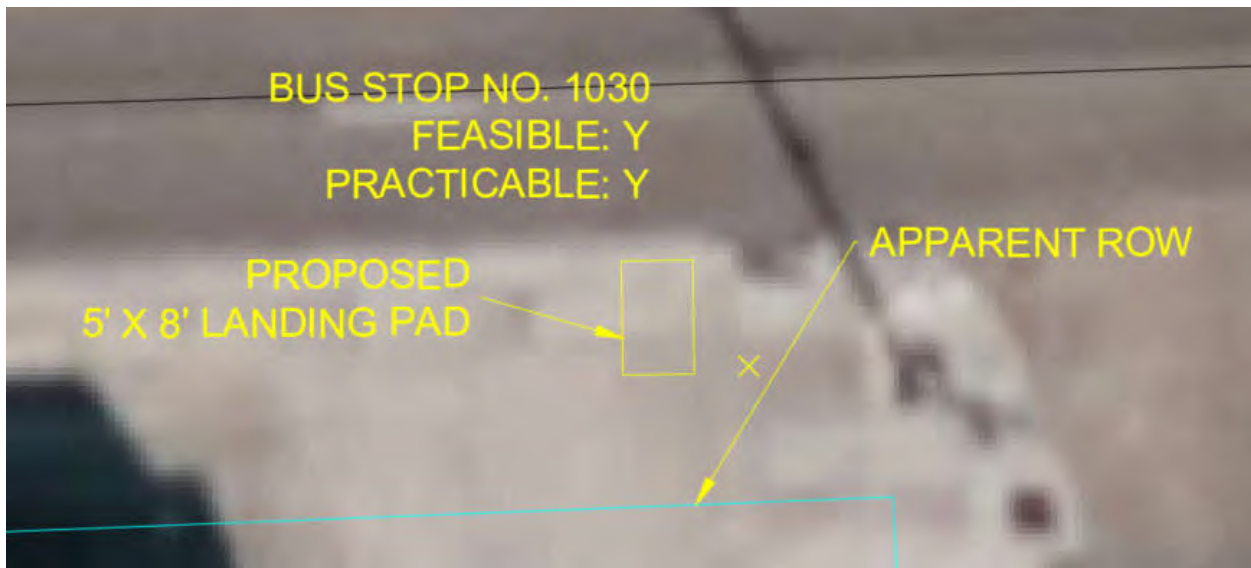 BUS STOP NO. 1030
FEASIBLE: Y
PRACTICABLE: Y
APPARENT ROW
PROPOSED
5' X 8' LANDING PAD